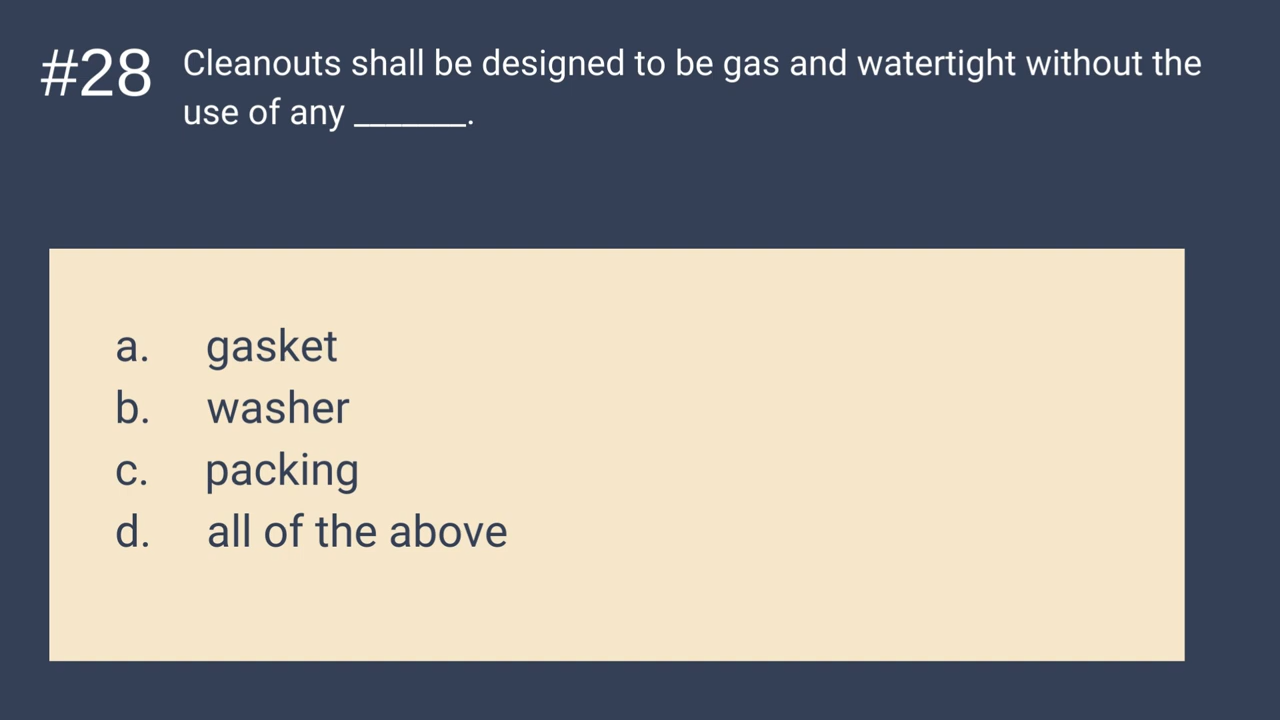 #28 Cleanouts shall be designed to be gas and watertight without the
use of any _______.
a. gasket
b. washer
c. packing
d. all of the above